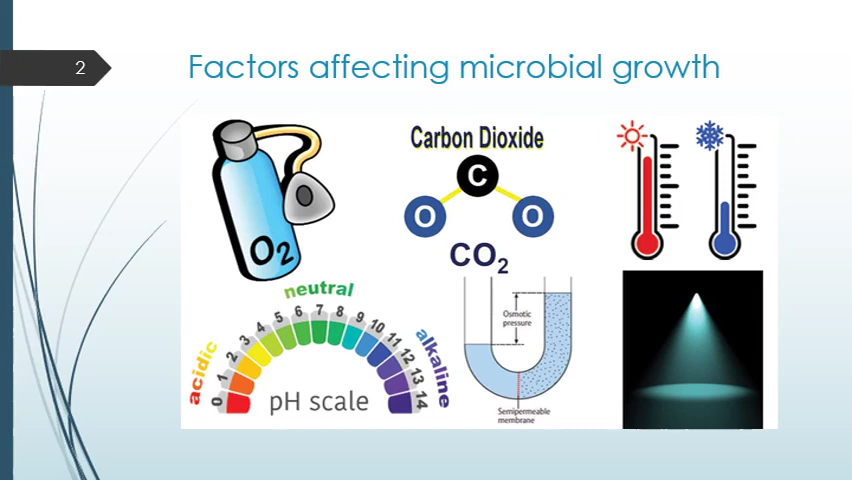 2
Factors affecting microbial growth
O2
Carbon Dioxide
C
O
O
CO2
neutral
acidic
alkaline
0 1 2 3 4 5 6 7 8 9 10 11 12 13 14
pH scale
Osmotic
pressure
Semipermeable
membrane